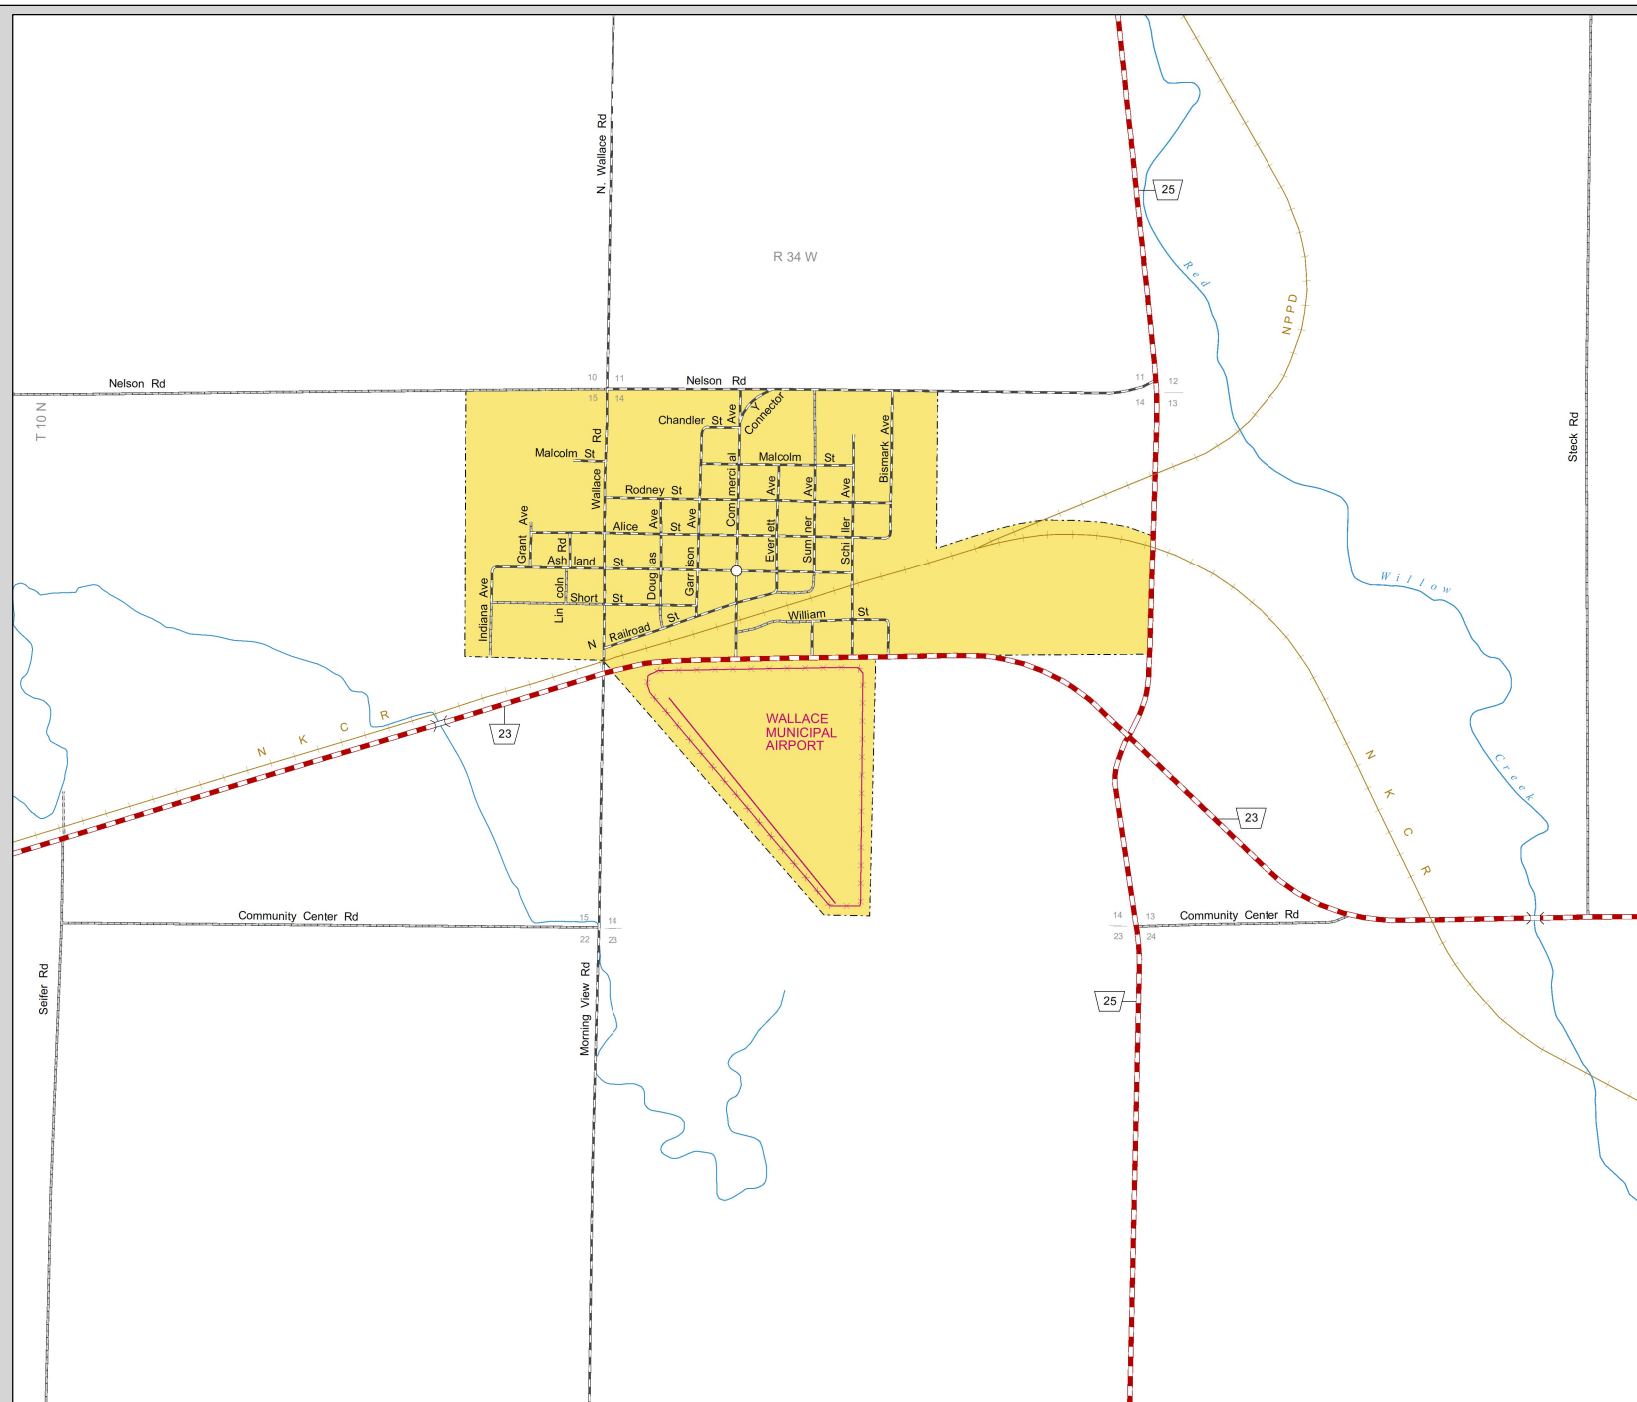 N. Wallace Rd
25
Red
R 34 W
NPPD
Nelson Rd
10
11
Nelson Rd
11
12
T 10 N
15
14
14
13
Steck Rd
Chandler St
Ave
Y
Connector
Bismark Ave
Malcolm St
Wallace Rd
Commercial
Malcolm St
Rodney St
Everett Ave
Sumner Ave
Schiller Ave
Grant Ave
Alice St
Douglas Ave
Garrison Ave
Ashland St
Lincoln Rd
Indiana Ave
Short St
N Railroad St
William St
Willow
Creek
N K C R
23
WALLACE
MUNICIPAL
AIRPORT
N K C R
23
Community Center Rd
15
14
22
23
14
13
23
24
Community Center Rd
Seifer Rd
Morning View Rd
25